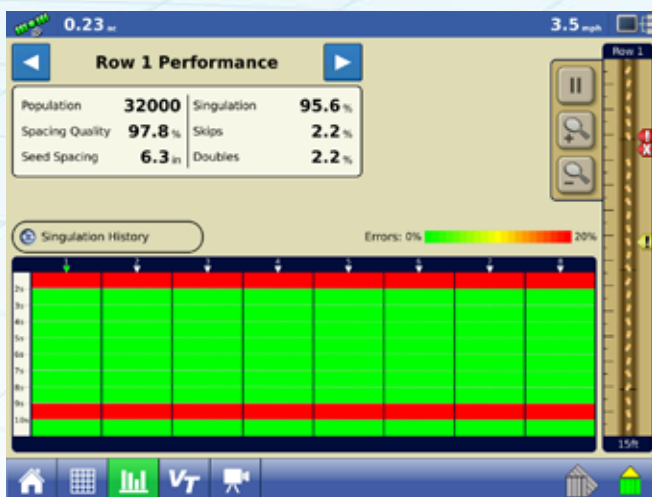 0.23 ac
3.5 mph
Row 1
Row 1 Performance
Population 32000 Singulation 95.6 %
Spacing Quality 97.8 % Skips 2.2 %
Seed Spacing 6.3 in Doubles 2.2 %
Singulation History
Errors: 0% 20%
1 2 3 4 5 6 7 8
2s
3s
4s
5s
6s
7s
8s
9s
10s
15ft
VT